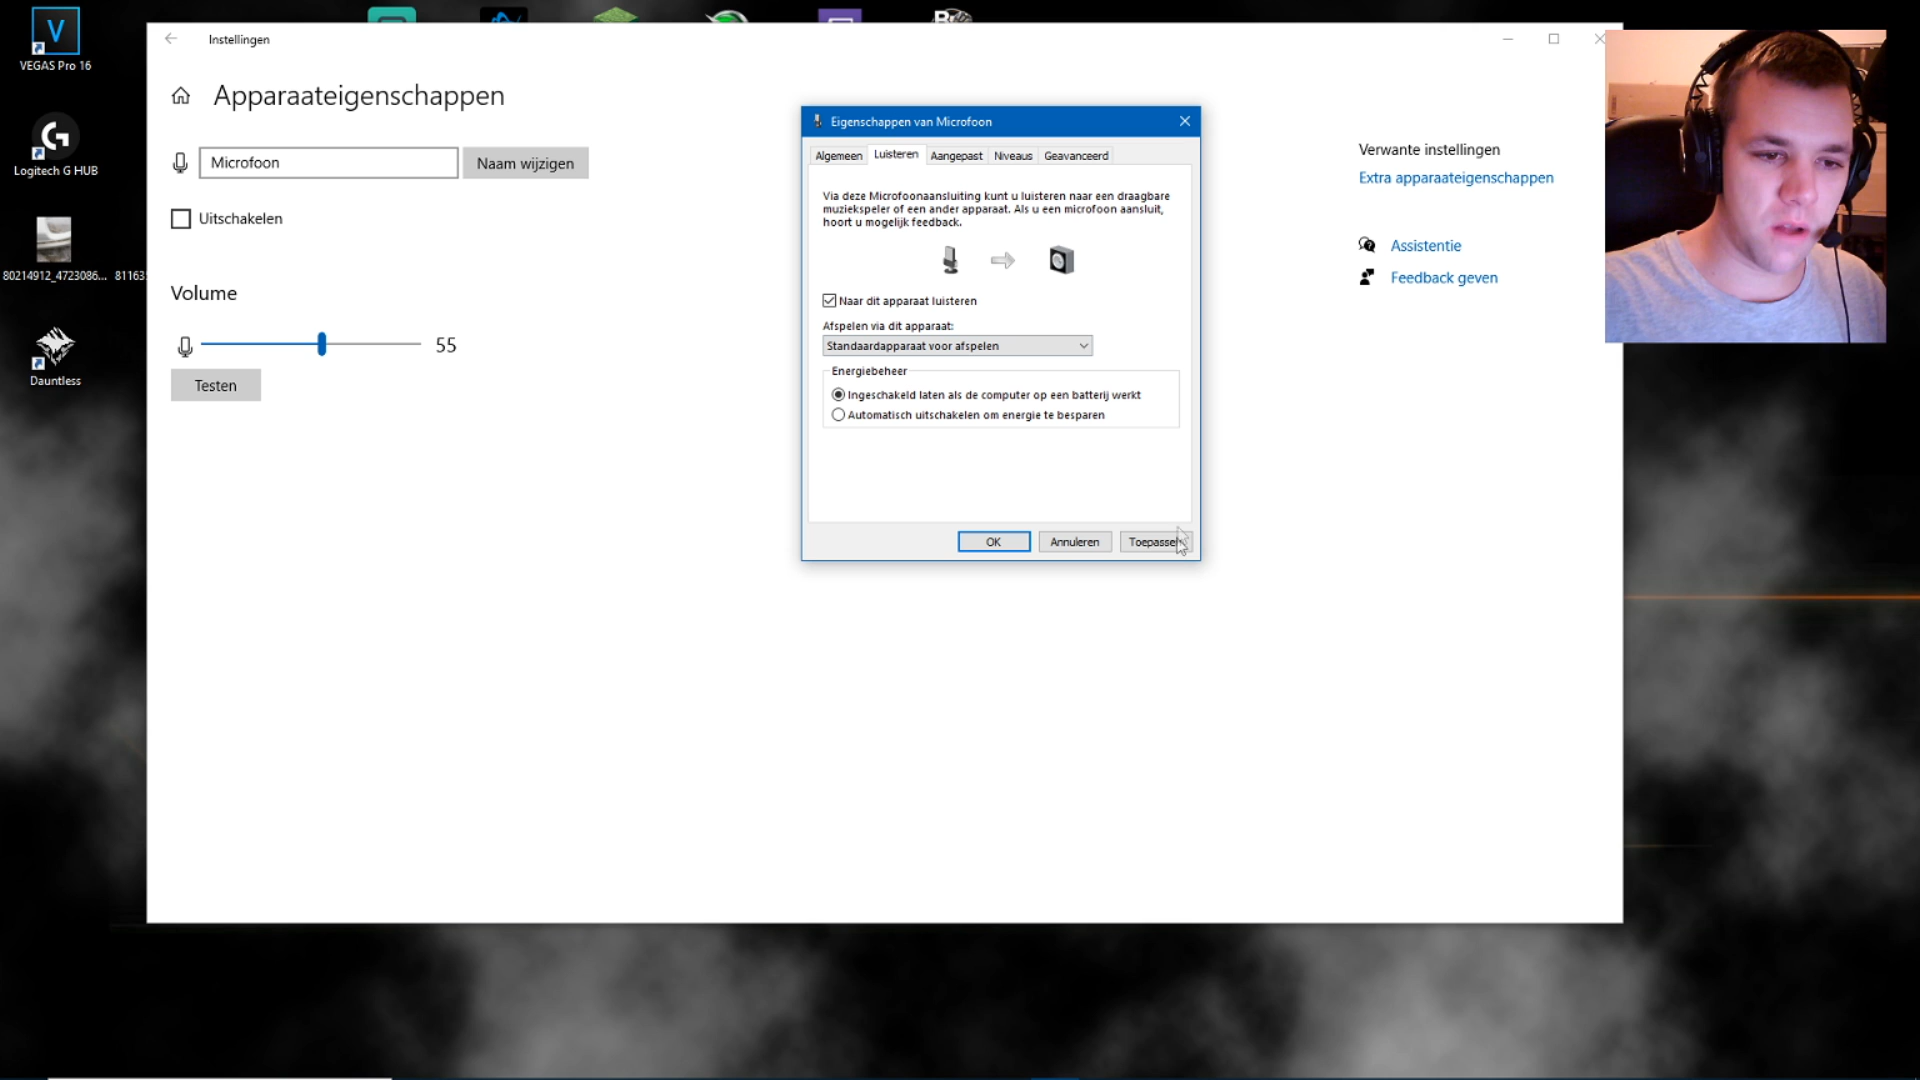 VEGAS Pro 16
Logitech G HUB
80214912_4723086...
8116
Dauntless
Instellingen
Apparaateigenschappen
Microfoon
Naam wijzigen
Uitschakelen
Volume
55
Testen
Eigenschappen van Microfoon
Algemeen Luisteren Aangepast Niveaus Geavanceerd
Via deze Microfoonaansluiting kunt u luisteren naar een draagbare
muziekspeler of een ander apparaat. Als u een microfoon aansluit,
hoort u mogelijk feedback.
Naar dit apparaat luisteren
Afspelen via dit apparaat:
Standaardapparaat voor afspelen
Energiebeheer
Ingeschakeld laten als de computer op een batterij werkt
Automatisch uitschakelen om energie te besparen
OK Annuleren Toepassen
Verwante instellingen
Extra apparaateigenschappen
Assistentie
Feedback geven